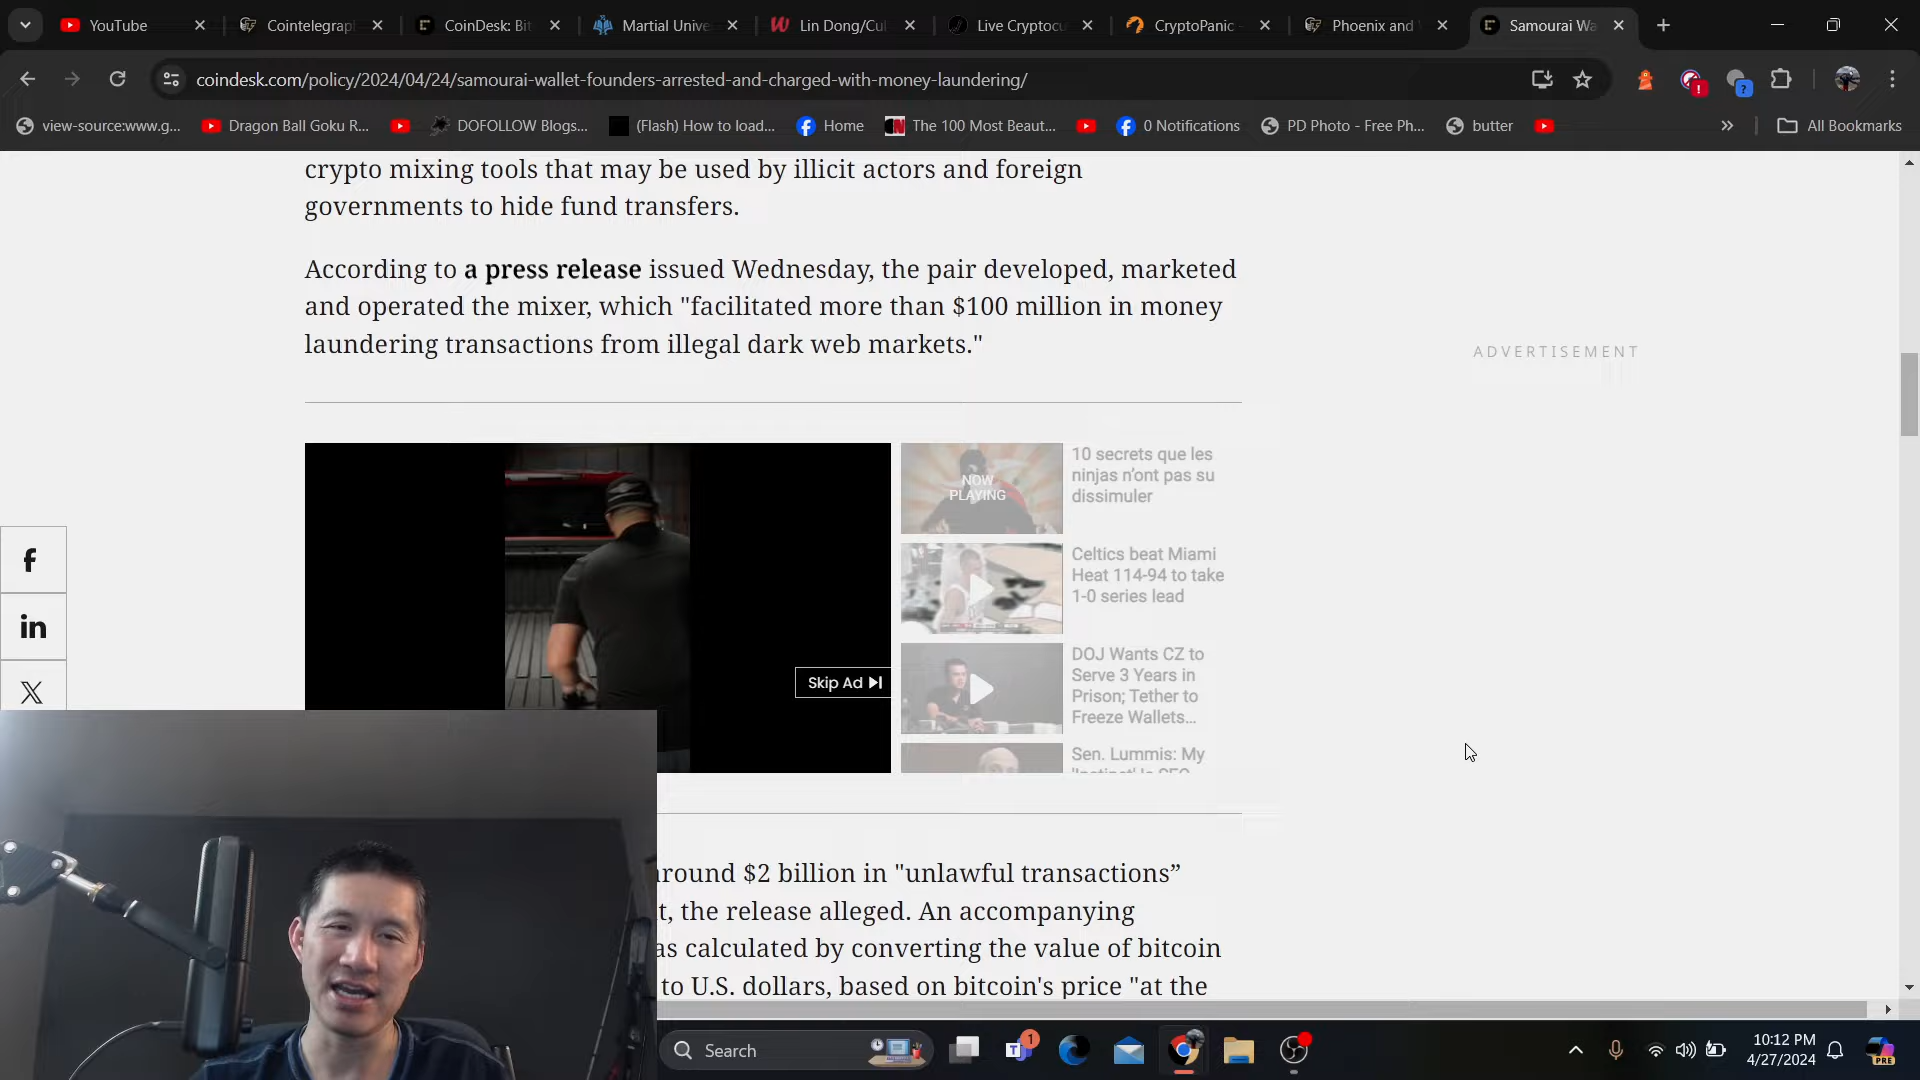 YouTube
Cointelegraph
CoinDesk: Bit
Martial Unive
Lin Dong/Cul
Live Cryptocu
CryptoPanic -
Phoenix and
Samourai Wa
coindesk.com/policy/2024/04/24/samourai-wallet-founders-arrested-and-charged-with-money-laundering/
view-source:www.g...
Dragon Ball Goku R...
DOFOLLOW Blogs...
(Flash) How to load...
Home
The 100 Most Beaut...
0 Notifications
PD Photo - Free Ph...
butter
»
All Bookmarks
crypto mixing tools that may be used by illicit actors and foreign
governments to hide fund transfers.
According to a press release issued Wednesday, the pair developed, marketed
and operated the mixer, which "facilitated more than $100 million in money
laundering transactions from illegal dark web markets."
ADVERTISEMENT
NOW
PLAYING
10 secrets que les
ninjas n’ont pas su
dissimuler
Celtics beat Miami
Heat 114-94 to take
1-0 series lead
DOJ Wants CZ to
Serve 3 Years in
Prison; Tether to
Freeze Wallets...
Sen. Lummis: My
'Instinct' Is SEC
Skip Ad
f
in
X
around $2 billion in "unlawful transactions”
t, the release alleged. An accompanying
as calculated by converting the value of bitcoin
to U.S. dollars, based on bitcoin's price "at the
Search
1
10:12 PM
4/27/2024
PRE